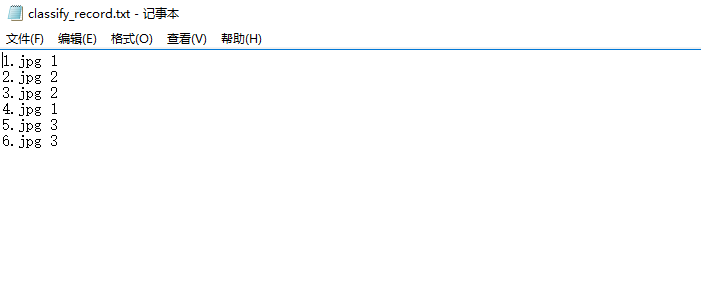 classify_record.txt - 记事本
文件(F) 编辑(E) 格式(O) 查看(V) 帮助(H)
1.jpg 1
2.jpg 2
3.jpg 2
4.jpg 1
5.jpg 3
6.jpg 3